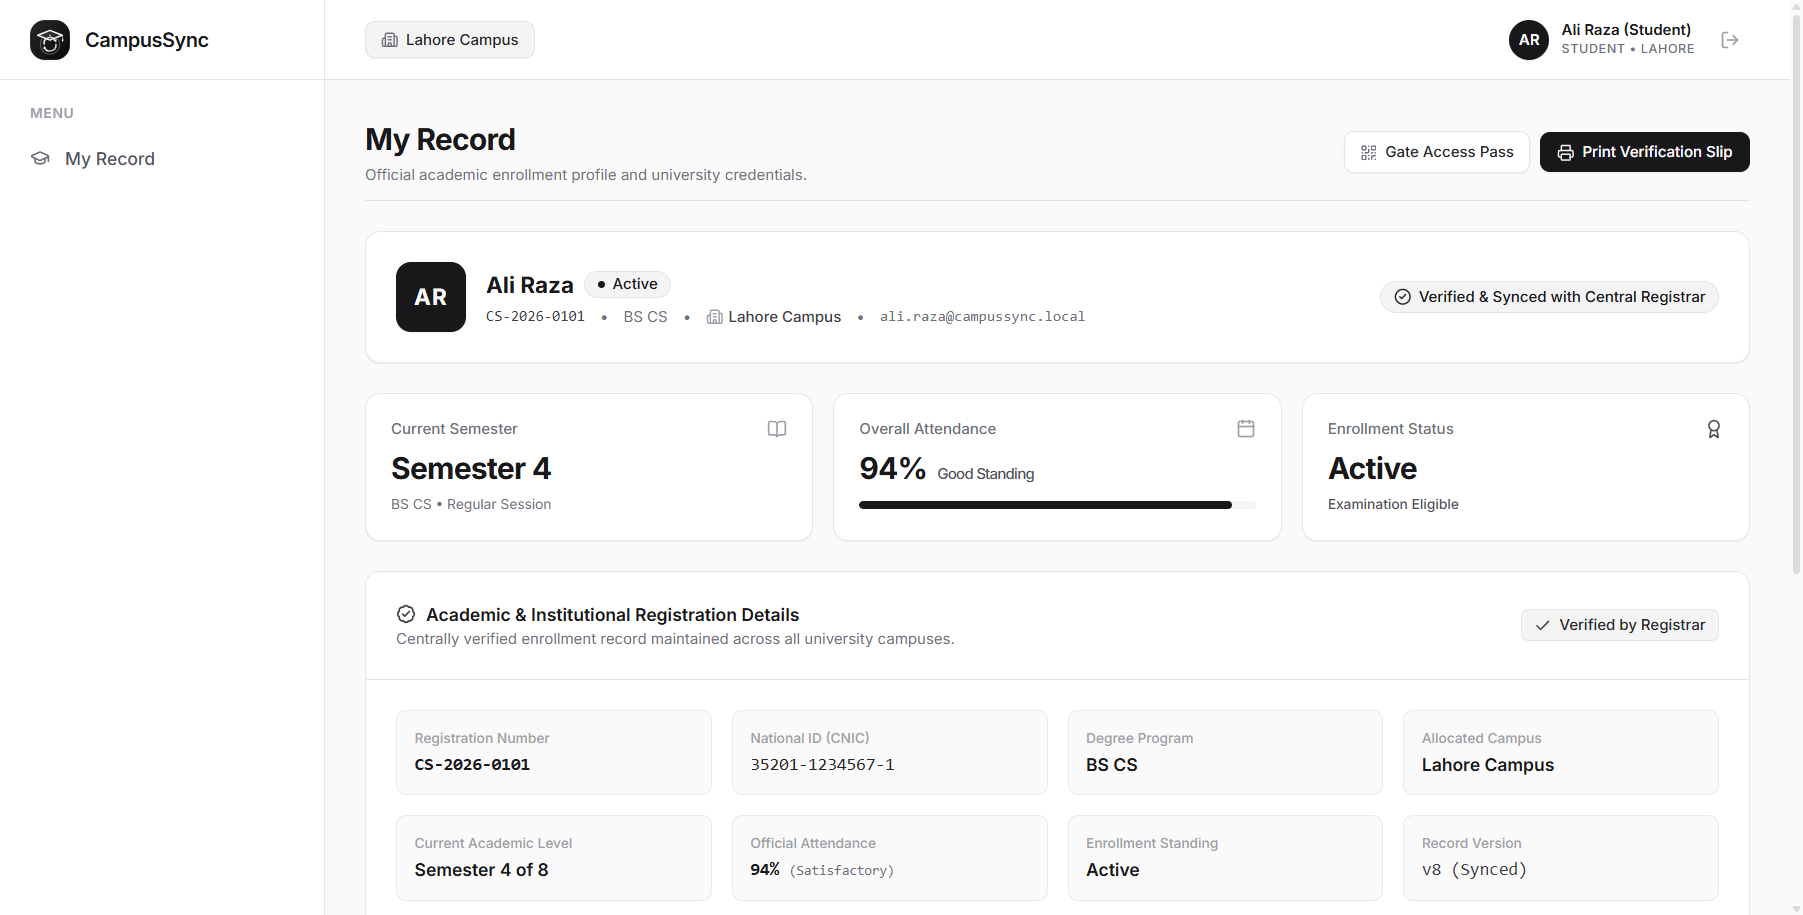 CampusSync
Lahore Campus
AR
Ali Raza (Student)
STUDENT • LAHORE
MENU
My Record
My Record
Official academic enrollment profile and university credentials.
Gate Access Pass
Print Verification Slip
AR
Ali Raza
Active
CS-2026-0101 • BS CS • Lahore Campus • ali.raza@campussync.local
Verified & Synced with Central Registrar
Current Semester
Semester 4
BS CS • Regular Session
Overall Attendance
94% Good Standing
Enrollment Status
Active
Examination Eligible
Academic & Institutional Registration Details
Centrally verified enrollment record maintained across all university campuses.
Verified by Registrar
Registration Number
CS-2026-0101
National ID (CNIC)
35201-1234567-1
Degree Program
BS CS
Allocated Campus
Lahore Campus
Current Academic Level
Semester 4 of 8
Official Attendance
94% (Satisfactory)
Enrollment Standing
Active
Record Version
v8 (Synced)